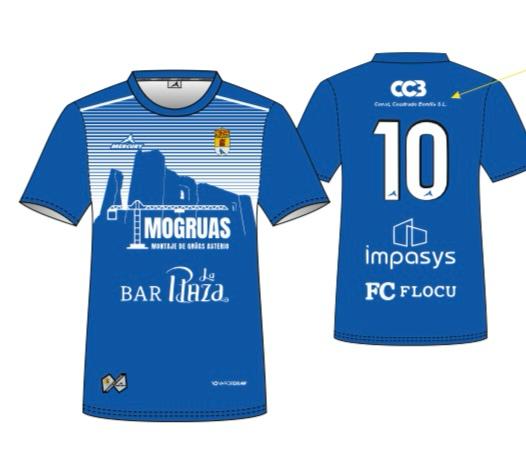 MERCURY
MOGRUAS
MONTAJE DE GRÚAS ASTERIO
BAR La Plaza
CC3
10
impasys
FC FLOCU